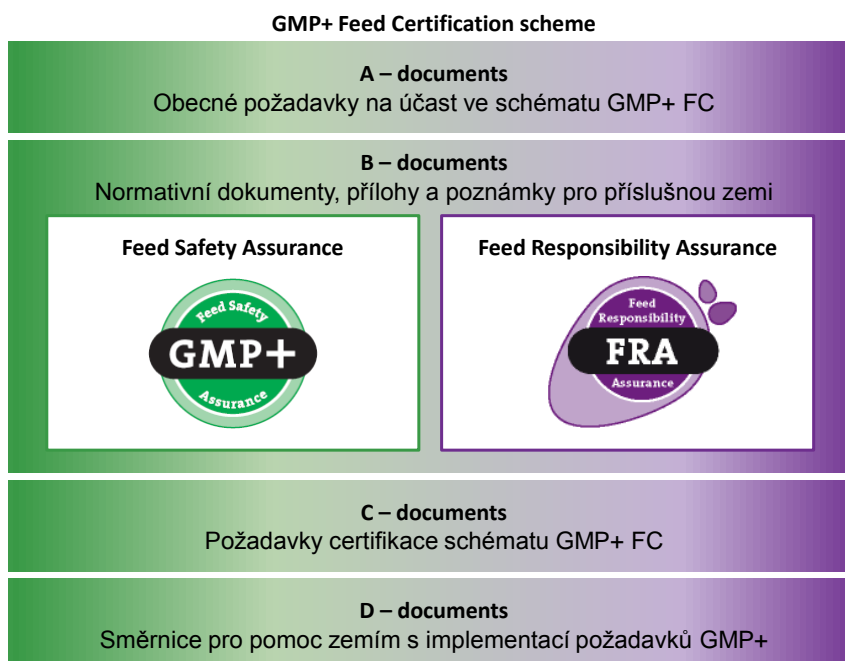 GMP+ Feed Certification scheme
A – documents
Obecné požadavky na účast ve schématu GMP+ FC
B – documents
Normativní dokumenty, přílohy a poznámky pro příslušnou zemi
Feed Safety Assurance
Feed Safety
GMP+
Assurance
Feed Responsibility Assurance
Feed
Responsibility
FRA
Assurance
C – documents
Požadavky certifikace schématu GMP+ FC
D – documents
Směrnice pro pomoc zemím s implementací požadavků GMP+